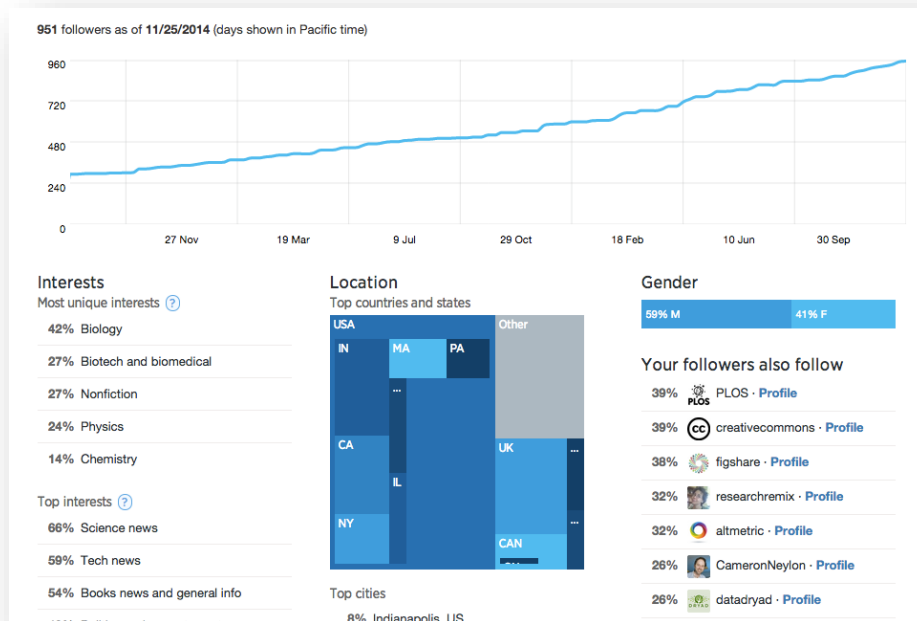 951 followers as of 11/25/2014 (days shown in Pacific time)
960
720
480
240
0
27 Nov
19 Mar
9 Jul
29 Oct
18 Feb
10 Jun
30 Sep
Interests
Most unique interests ?
42% Biology
27% Biotech and biomedical
27% Nonfiction
24% Physics
14% Chemistry
Top interests ?
66% Science news
59% Tech news
54% Books news and general info
Location
Top countries and states
USA
IN
MA
PA
...
CA
IL
NY
Other
UK
...
...
CAN
Top cities
8% Indianapolis, US
Gender
59% M
41% F
Your followers also follow
39% PLOS PLOS · Profile
39% cc creativecommons · Profile
38% figshare · Profile
32% researchremix · Profile
32% altmetric · Profile
26% CameronNeylon · Profile
26% DRYAD datadryad · Profile